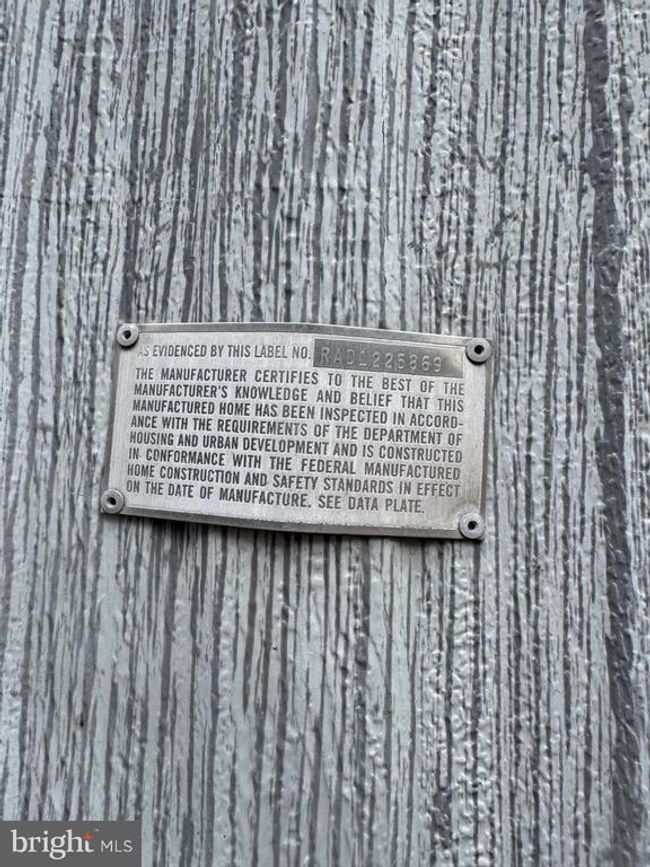 AS EVIDENCED BY THIS LABEL NO. RAD1225869
THE MANUFACTURER CERTIFIES TO THE BEST OF THE
MANUFACTURER'S KNOWLEDGE AND BELIEF THAT THIS
MANUFACTURED HOME HAS BEEN INSPECTED IN ACCORD-
ANCE WITH THE REQUIREMENTS OF THE DEPARTMENT OF
HOUSING AND URBAN DEVELOPMENT AND IS CONSTRUCTED
IN CONFORMANCE WITH THE FEDERAL MANUFACTURED
HOME CONSTRUCTION AND SAFETY STANDARDS IN EFFECT
ON THE DATE OF MANUFACTURE. SEE DATA PLATE.
bright MLS